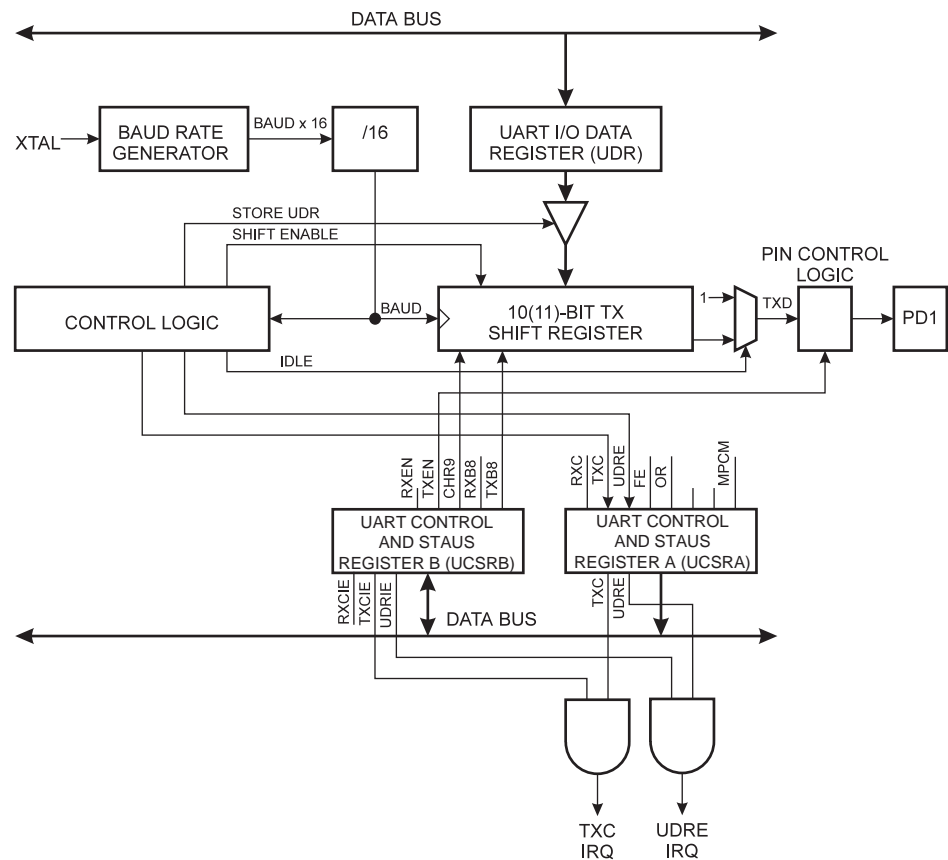 DATA BUS
XTAL
BAUD RATE
GENERATOR
BAUD x 16
/16
UART I/O DATA
REGISTER (UDR)
STORE UDR
SHIFT ENABLE
PIN CONTROL
LOGIC
CONTROL LOGIC
BAUD
10(11)-BIT TX
SHIFT REGISTER
1
TXD
PD1
IDLE
RXEN
TXEN
CHR9
RXB8
TXB8
RXC
TXC
UDRE
FE
OR
MPCM
UART CONTROL
AND STAUS
REGISTER B (UCSRB)
UART CONTROL
AND STAUS
REGISTER A (UCSRA)
RXCIE
TXCIE
UDRIE
TXC
UDRE
DATA BUS
TXC
IRQ
UDRE
IRQ